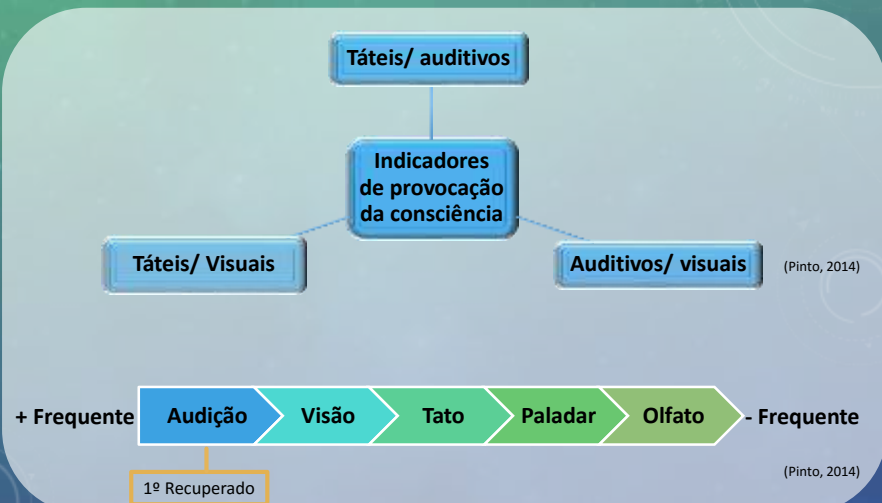 Táteis/ auditivos
Indicadores
de provocação
da consciência
Táteis/ Visuais
Auditivos/ visuais
(Pinto, 2014)
+ Frequente
Audição
Visão
Tato
Paladar
Olfato
- Frequente
1º Recuperado
(Pinto, 2014)